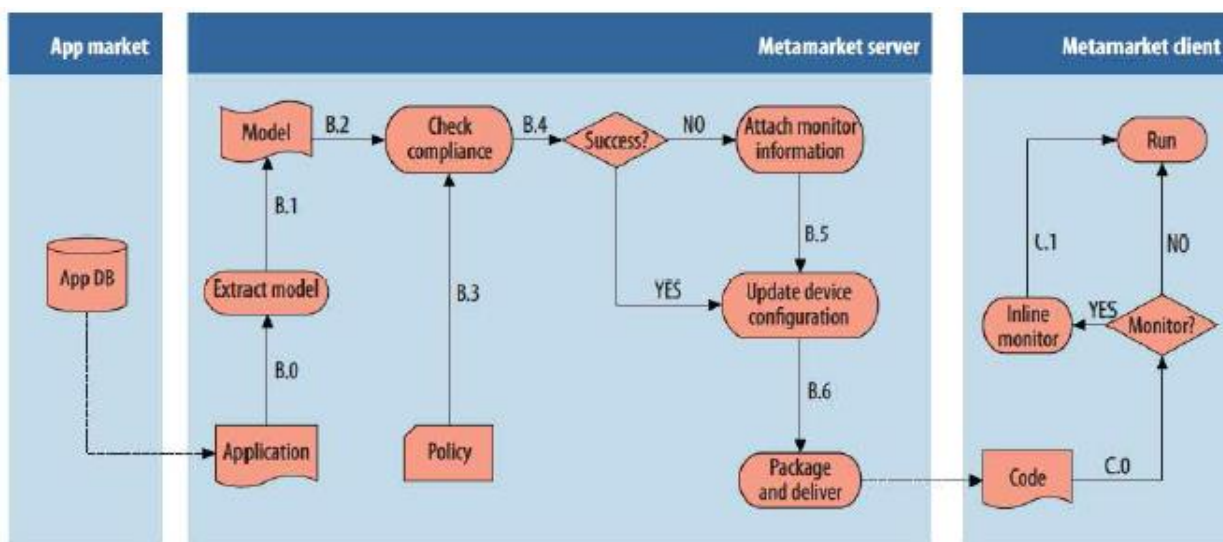 App market
Metamarket server
Metamarket client
Model
B.2
Check
compliance
B.4
Success?
NO
Attach monitor
information
Run
B.1
B.5
C.1
NO
App DB
Extract model
B.3
YES
Update device
configuration
Inline
monitor
YES
Monitor?
B.0
B.6
Application
Policy
Package
and deliver
Code
C.0